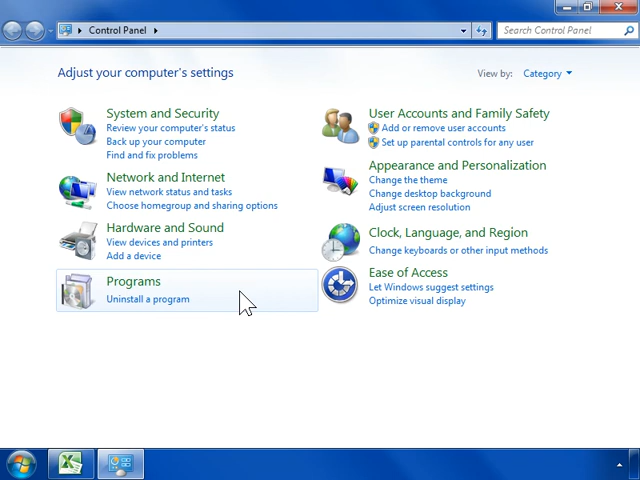 Control Panel
Search Control Panel
Adjust your computer's settings
View by: Category
System and Security
Review your computer's status
Back up your computer
Find and fix problems
Network and Internet
View network status and tasks
Choose homegroup and sharing options
Hardware and Sound
View devices and printers
Add a device
Programs
Uninstall a program
User Accounts and Family Safety
Add or remove user accounts
Set up parental controls for any user
Appearance and Personalization
Change the theme
Change desktop background
Adjust screen resolution
Clock, Language, and Region
Change keyboards or other input methods
Ease of Access
Let Windows suggest settings
Optimize visual display